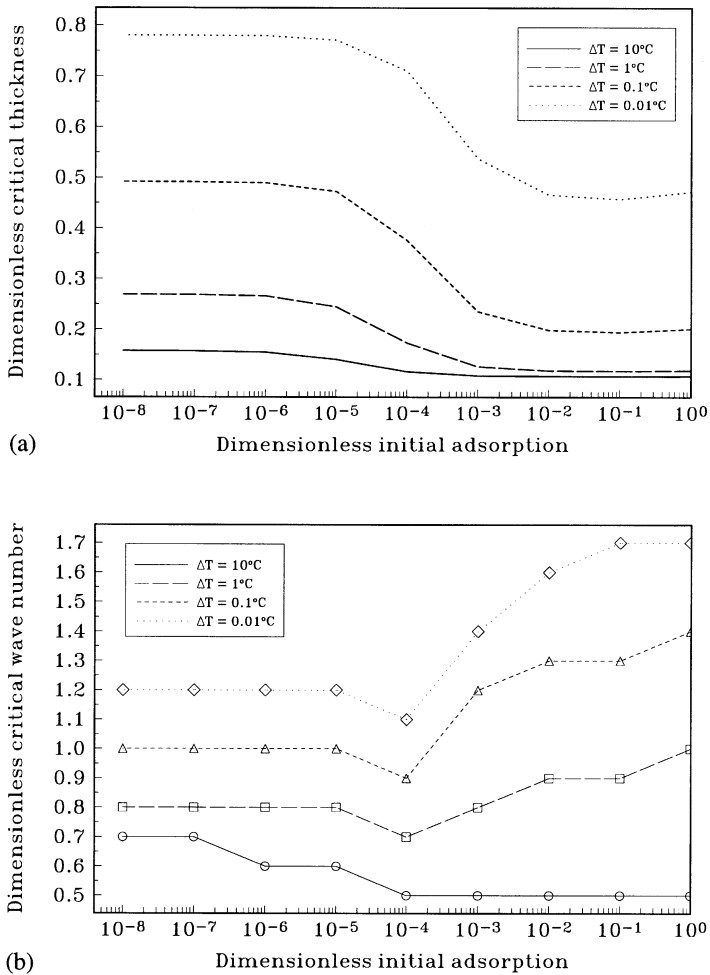 Dimensionless critical thickness
0.8
0.7
0.6
0.5
0.4
0.3
0.2
0.1
ΔT = 10°C
ΔT = 1°C
ΔT = 0.1°C
ΔT = 0.01°C
10⁻⁸ 10⁻⁷ 10⁻⁶ 10⁻⁵ 10⁻⁴ 10⁻³ 10⁻² 10⁻¹ 10⁰
(a) Dimensionless initial adsorption
Dimensionless critical wave number
1.7
1.6
1.5
1.4
1.3
1.2
1.1
1.0
0.9
0.8
0.7
0.6
0.5
ΔT = 10°C
ΔT = 1°C
ΔT = 0.1°C
ΔT = 0.01°C
10⁻⁸ 10⁻⁷ 10⁻⁶ 10⁻⁵ 10⁻⁴ 10⁻³ 10⁻² 10⁻¹ 10⁰
(b) Dimensionless initial adsorption